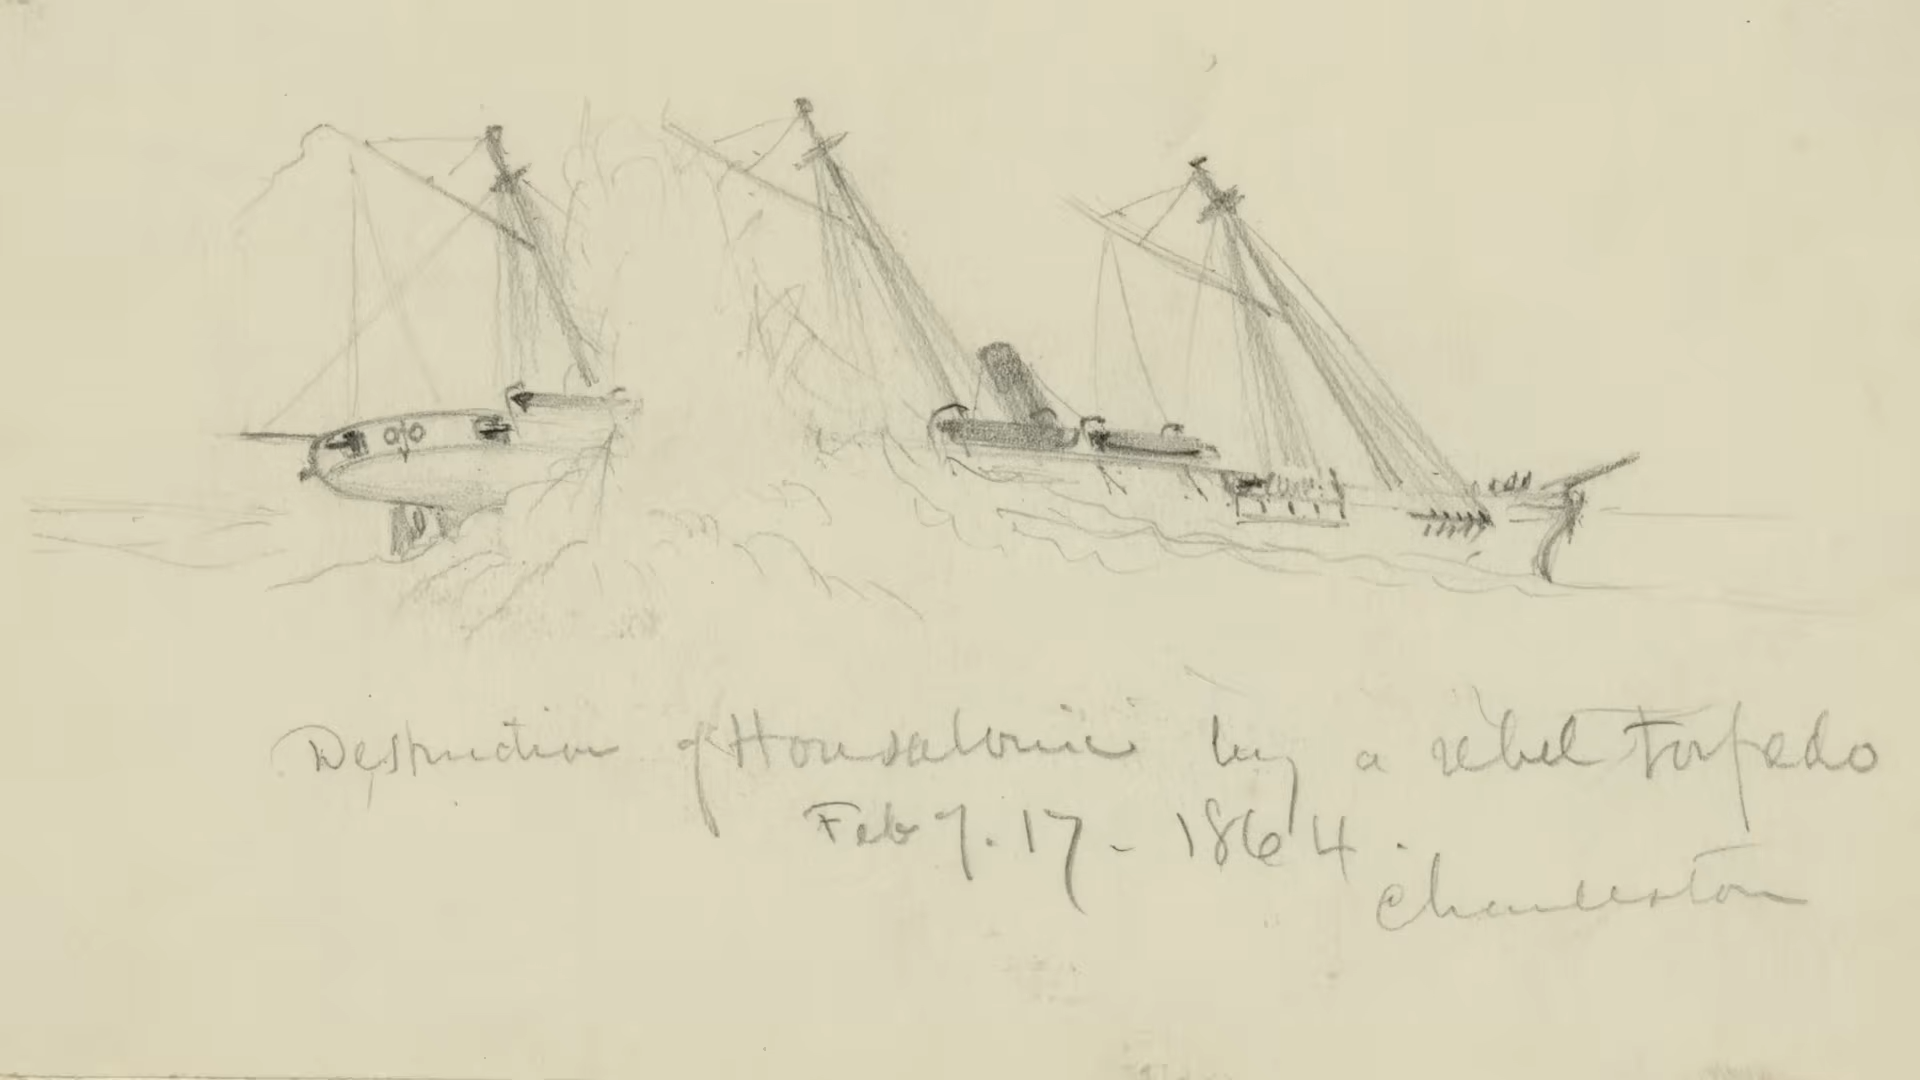 Destruction of Housatonic by a rebel torpedo
Feby. 17 - 1864.
Charleston